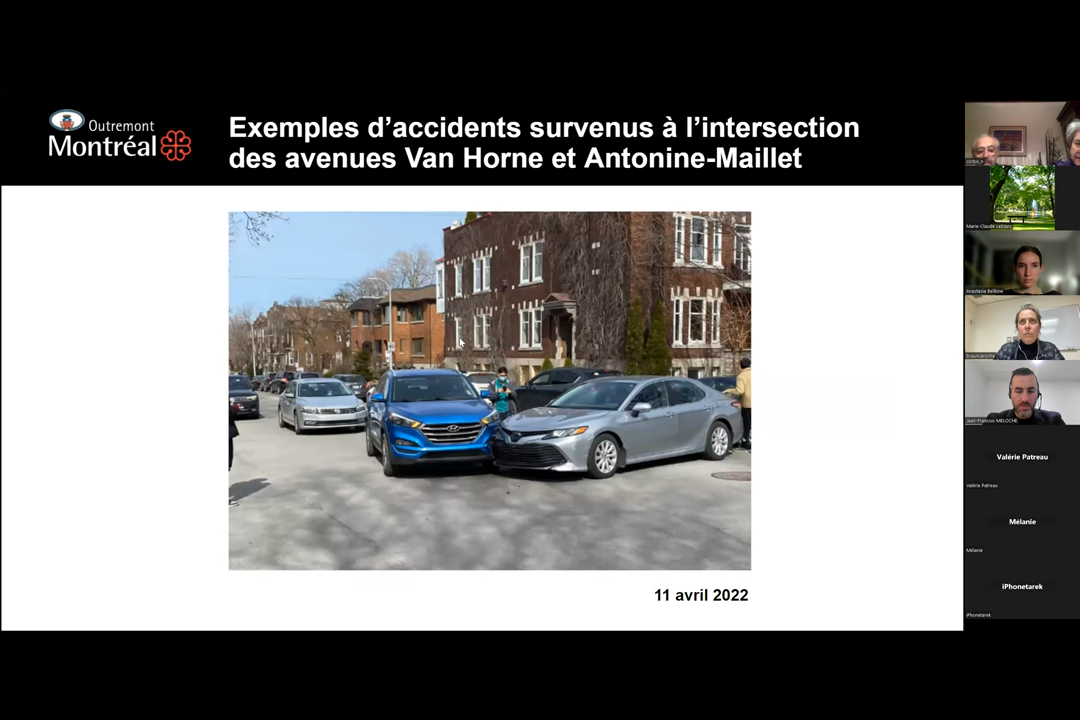 Outremont
Montréal
Exemples d’accidents survenus à l’intersection
des avenues Van Horne et Antonine-Maillet
11 avril 2022
Marie-Claude Leblanc
Anastasia Belikow
Jean-François MELOCHE
Valérie Patreau
Valérie Patreau
Mélanie
Mélanie
iPhonetarek
iPhonetarek